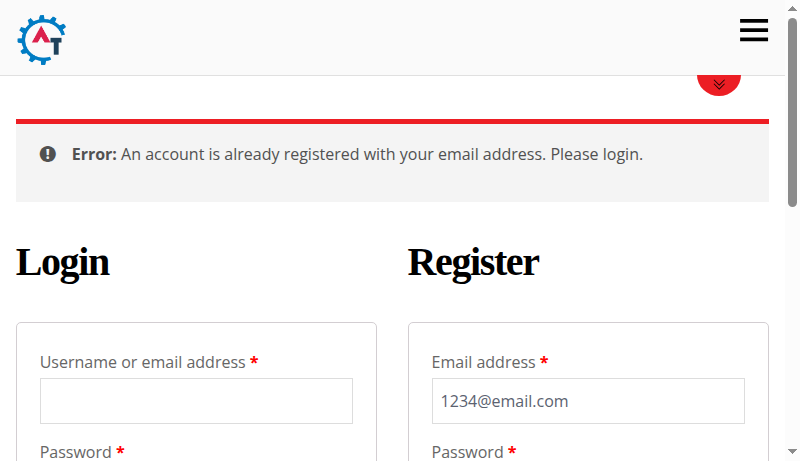 AT
Error: An account is already registered with your email address. Please login.
Login
Register
Username or email address *
Email address *
1234@email.com
Password *
Password *